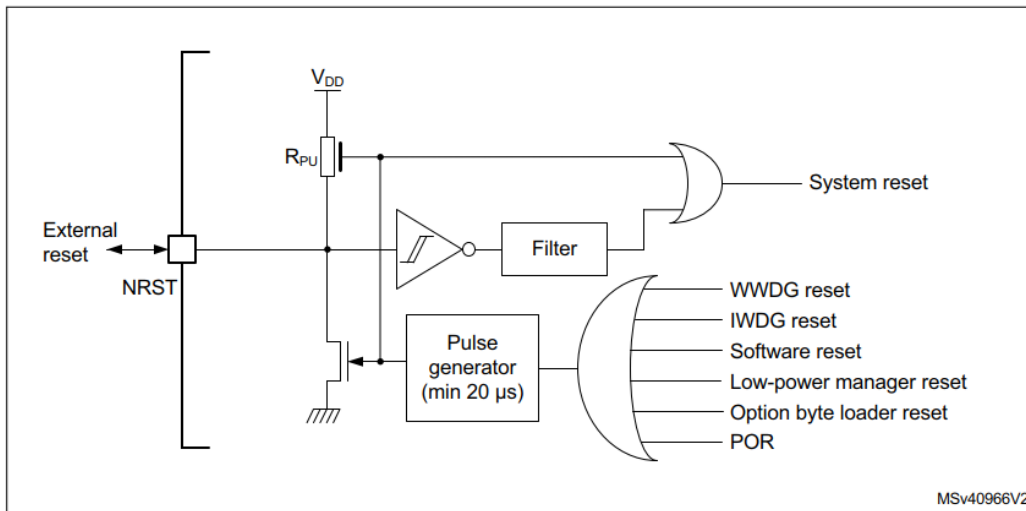 VDD
RPU
External
reset
NRST
Filter
System reset
Pulse
generator
(min 20 µs)
WWDG reset
IWDG reset
Software reset
Low-power manager reset
Option byte loader reset
POR
MSv40966V2